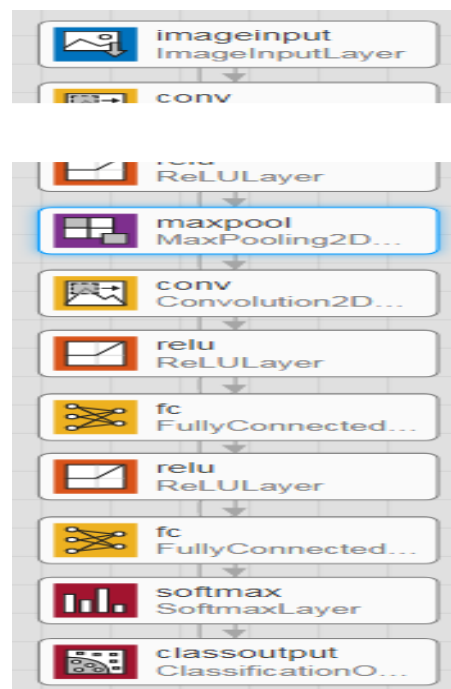 imageinput
ImageInputLayer
conv
relu
ReLULayer
maxpool
MaxPooling2D...
conv
Convolution2D...
relu
ReLULayer
fc
FullyConnected...
relu
ReLULayer
fc
FullyConnected...
softmax
SoftmaxLayer
classoutput
ClassificationO...